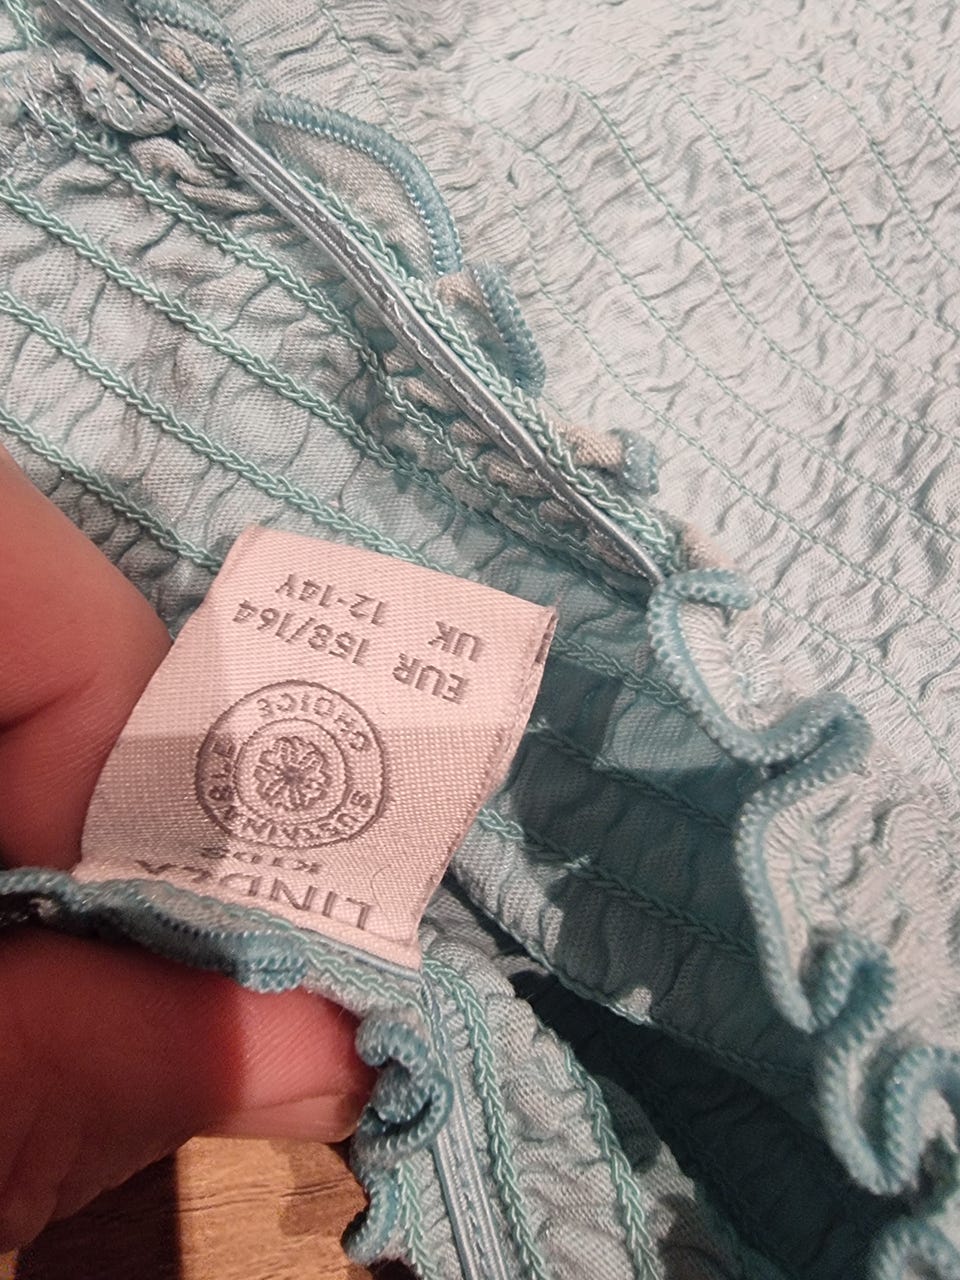 LINDEX
KIDS
SUSTAINABLE CHOICE
EUR 158/164
UK 12-14Y